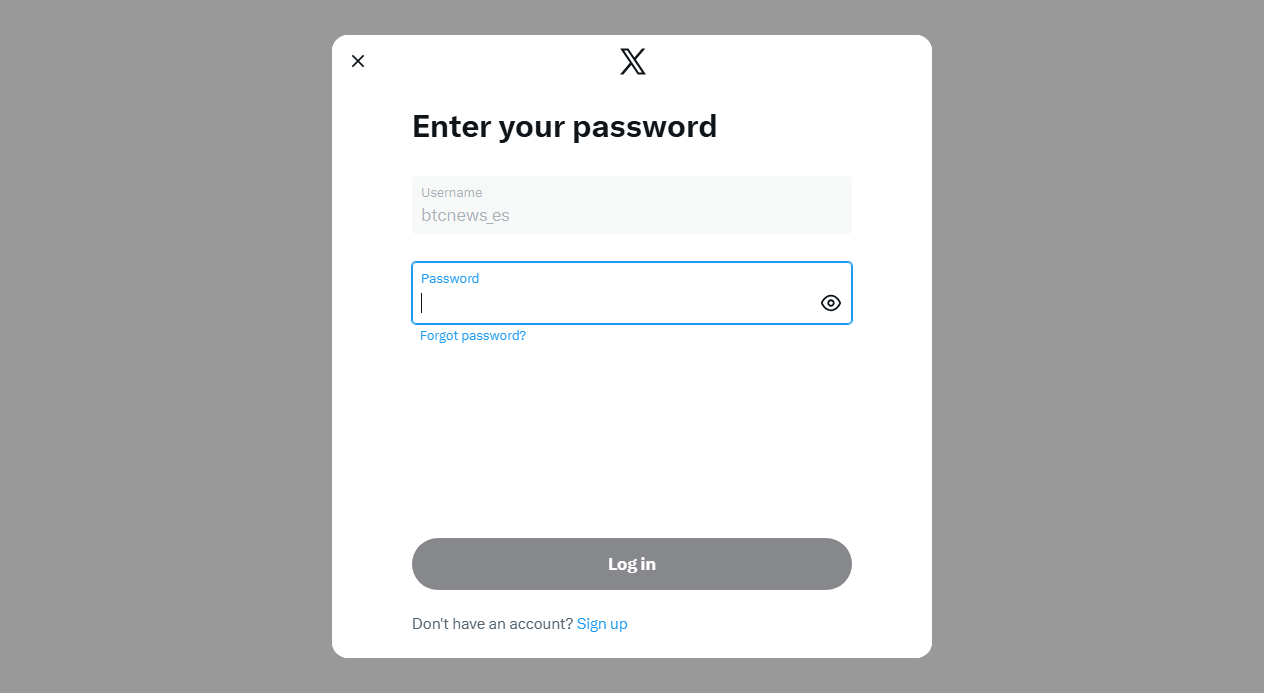 Enter your password
Username
btcnews_es
Password
Forgot password?
Log in
Don't have an account? Sign up